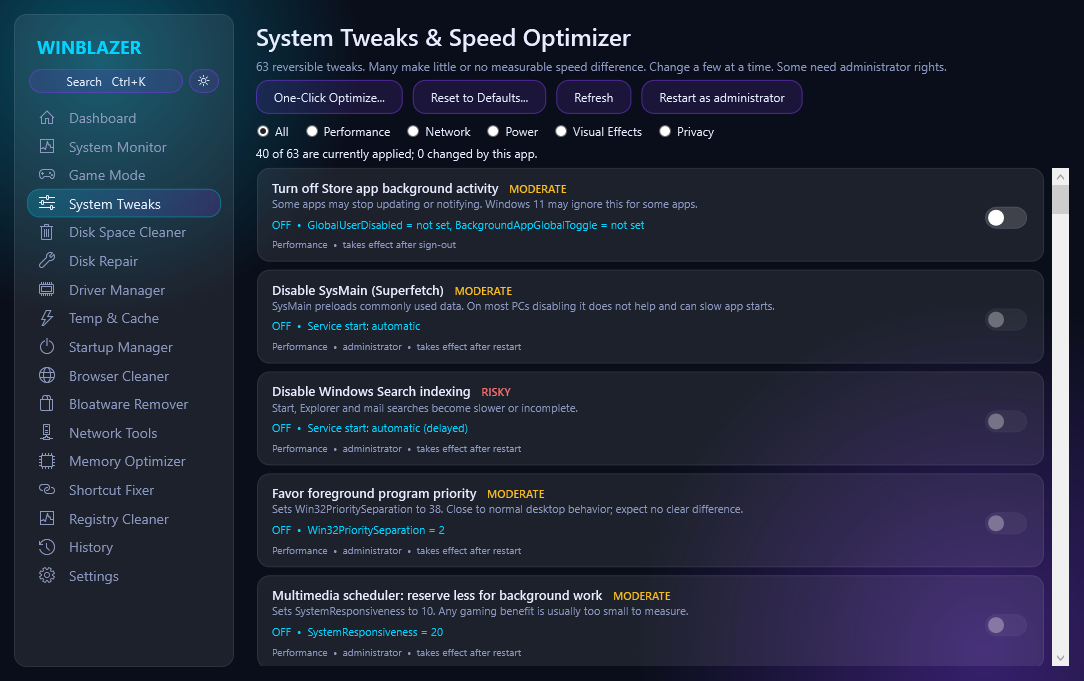 WINBLAZER
Search Ctrl+K
Dashboard
System Monitor
Game Mode
System Tweaks
Disk Space Cleaner
Disk Repair
Driver Manager
Temp & Cache
Startup Manager
Browser Cleaner
Bloatware Remover
Network Tools
Memory Optimizer
Shortcut Fixer
Registry Cleaner
History
Settings
System Tweaks & Speed Optimizer
63 reversible tweaks. Many make little or no measurable speed difference. Change a few at a time. Some need administrator rights.
One-Click Optimize... Reset to Defaults... Refresh Restart as administrator
All Performance Network Power Visual Effects Privacy
40 of 63 are currently applied; 0 changed by this app.
Turn off Store app background activity MODERATE
Some apps may stop updating or notifying. Windows 11 may ignore this for some apps.
OFF • GlobalUserDisabled = not set, BackgroundAppGlobalToggle = not set
Performance • takes effect after sign-out
Disable SysMain (Superfetch) MODERATE
SysMain preloads commonly used data. On most PCs disabling it does not help and can slow app starts.
OFF • Service start: automatic
Performance • administrator • takes effect after restart
Disable Windows Search indexing RISKY
Start, Explorer and mail searches become slower or incomplete.
OFF • Service start: automatic (delayed)
Performance • administrator • takes effect after restart
Favor foreground program priority MODERATE
Sets Win32PrioritySeparation to 38. Close to normal desktop behavior; expect no clear difference.
OFF • Win32PrioritySeparation = 2
Performance • administrator • takes effect after restart
Multimedia scheduler: reserve less for background work MODERATE
Sets SystemResponsiveness to 10. Any gaming benefit is usually too small to measure.
OFF • SystemResponsiveness = 20
Performance • administrator • takes effect after restart